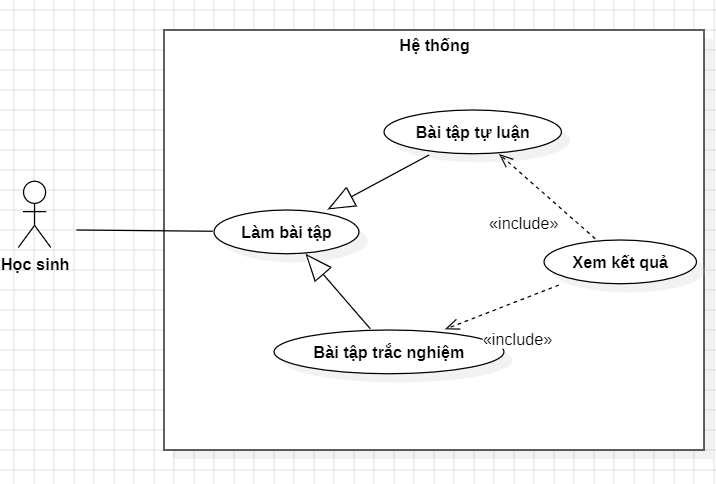 Hệ thống
Bài tập tự luận
«include»
Làm bài tập
Xem kết quả
Học sinh
«include»
Bài tập trắc nghiệm